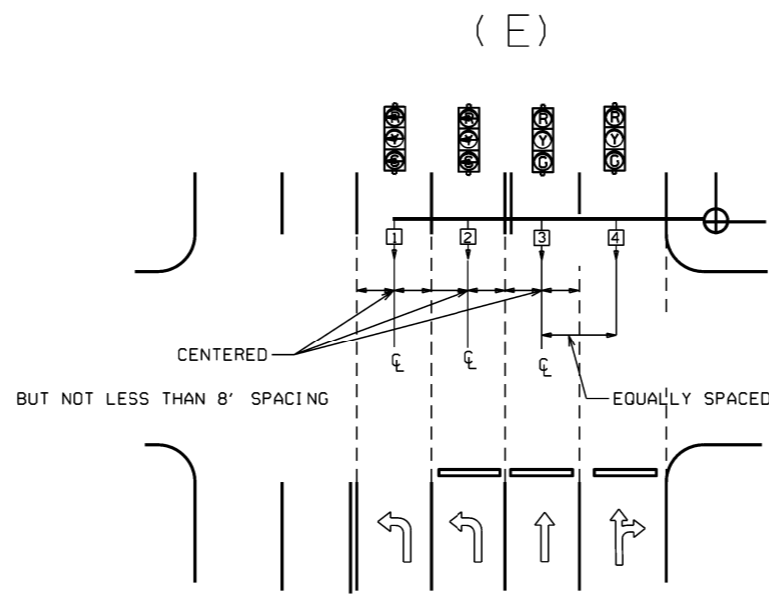 ( E )
R R R R
Y Y Y Y
G G G G
1 2 3 4
CENTERED
℄ ℄ ℄
BUT NOT LESS THAN 8' SPACING
EQUALLY SPACED